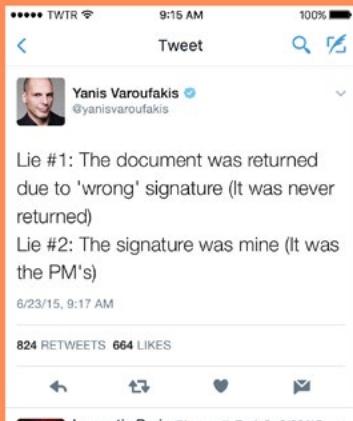 TWTR 9:15 AM 100%
Tweet
Yanis Varoufakis
@yanisvaroufakis
Lie #1: The document was returned
due to 'wrong' signature (It was never
returned)
Lie #2: The signature was mine (It was
the PM's)
6/23/15, 9:17 AM
824 RETWEETS 664 LIKES